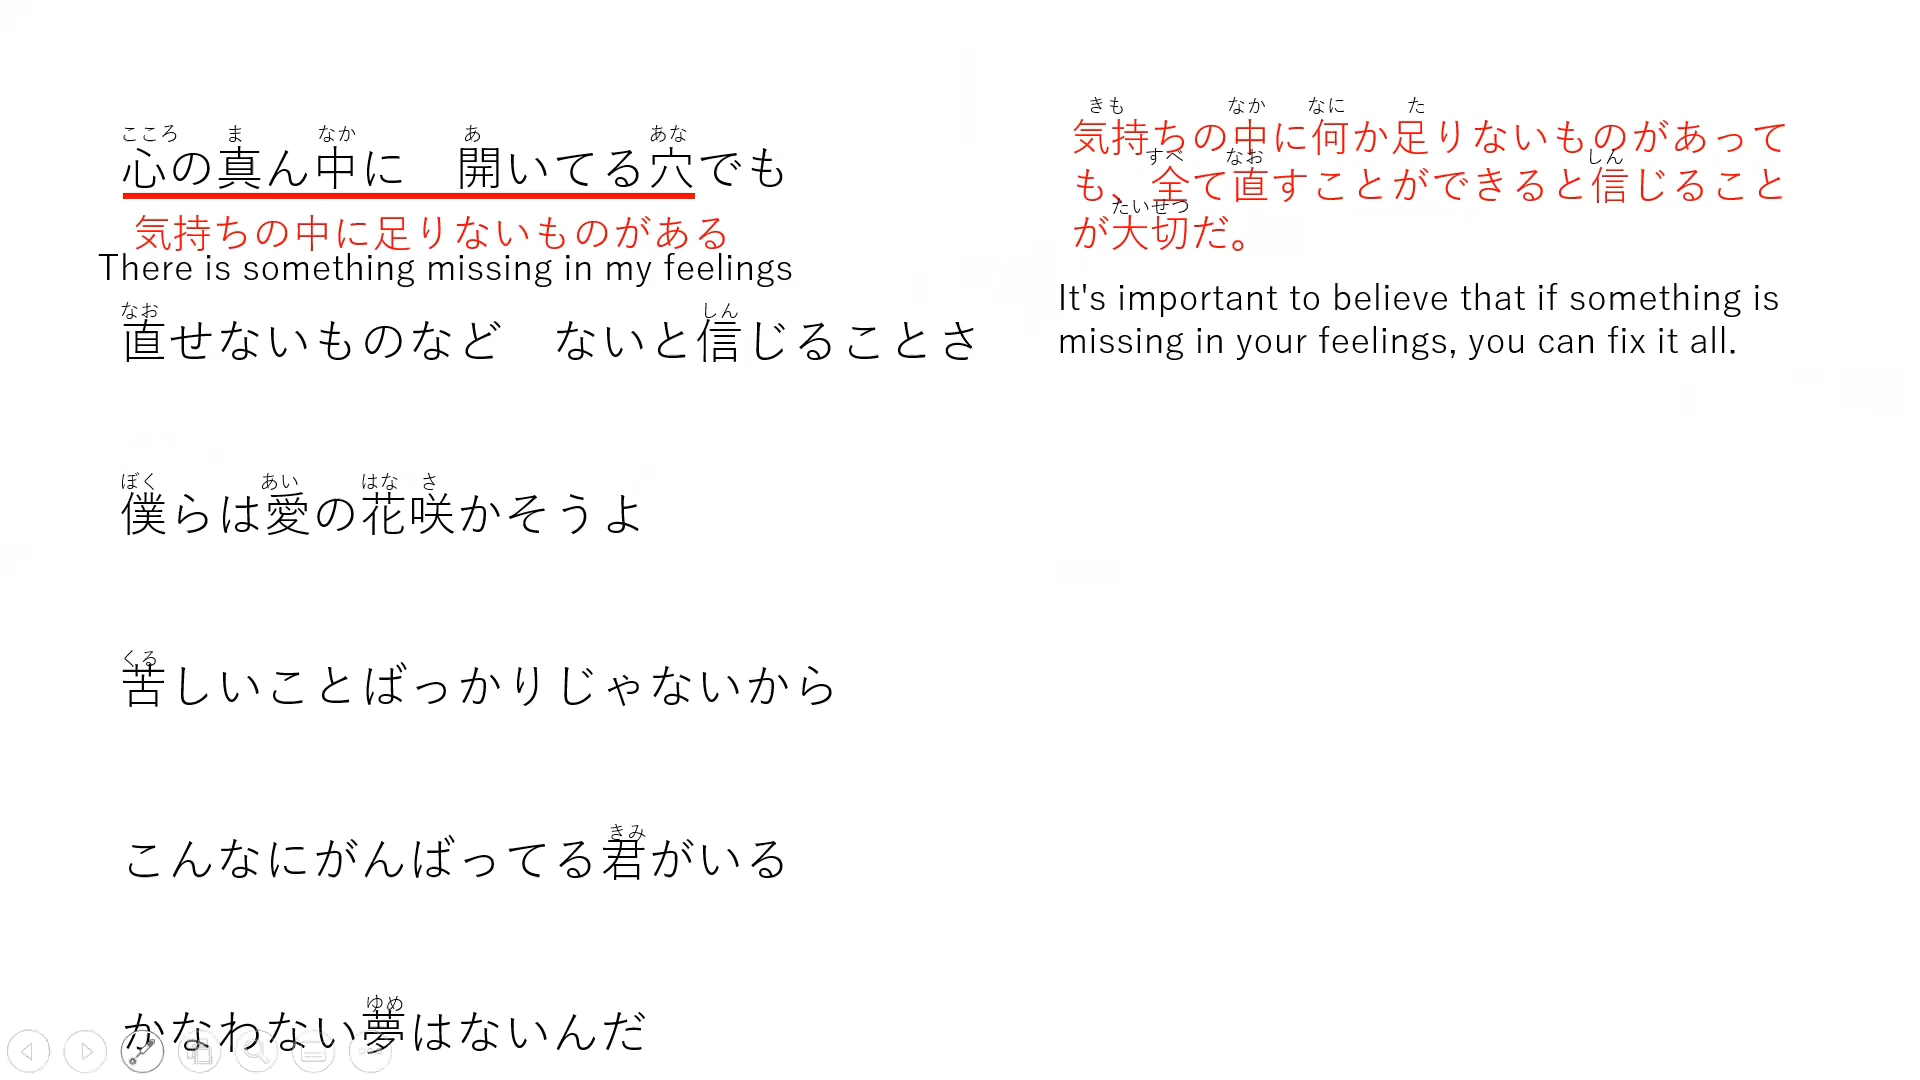 こころ ま なか あ あな
心の真ん中に　開いてる穴でも
気持ちの中に足りないものがある
There is something missing in my feelings
なお しん
直せないものなど　ないと信じることさ
ぼく あい はな さ
僕らは愛の花咲かそうよ
くる
苦しいことばっかりじゃないから
きみ
こんなにがんばってる君がいる
ゆめ
かなわない夢はないんだ
きも なか なに た
気持ちの中に何か足りないものがあって
すべ なお しん
も、全て直すことができると信じること
たいせつ
が大切だ。
It's important to believe that if something is
missing in your feelings, you can fix it all.